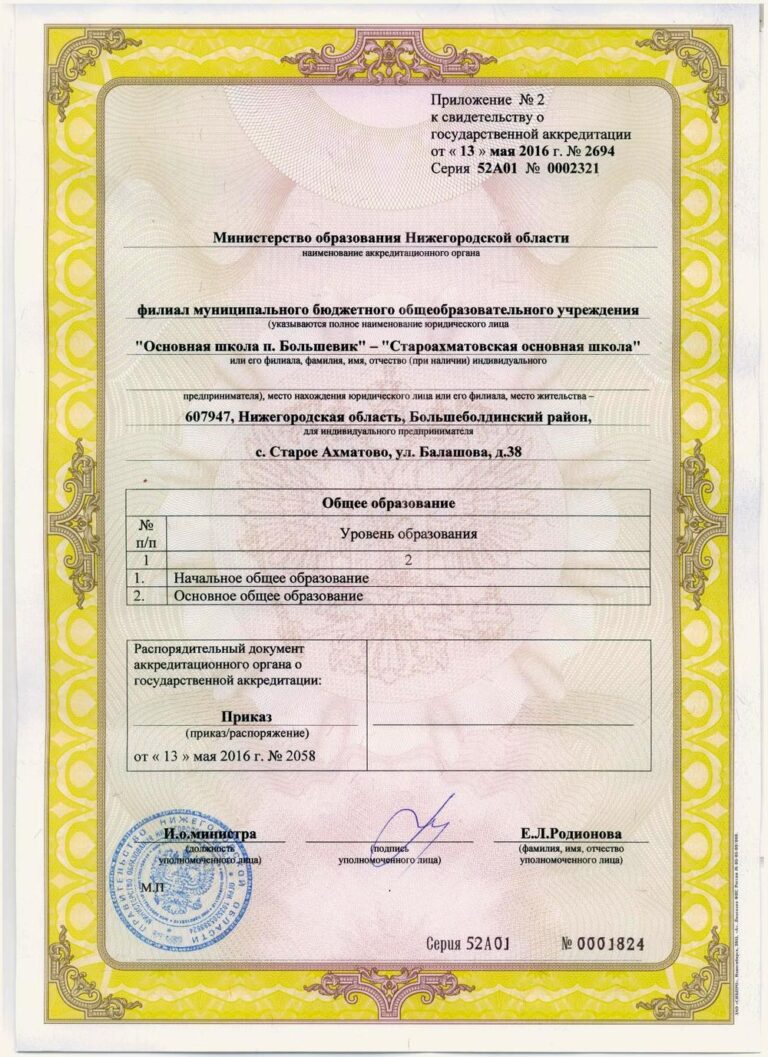 Приложение № 2
к свидетельству о
государственной аккредитации
от « 13 » мая 2016 г. № 2694
Серия 52А01 № 0002321
Министерство образования Нижегородской области
наименование аккредитационного органа
филиал муниципального бюджетного общеобразовательного учреждения
(указываются полное наименование юридического лица
"Основная школа п. Большевик" – "Староахматовская основная школа"
или его филиала, фамилия, имя, отчество (при наличии) индивидуального
предпринимателя), место нахождения юридического лица или его филиала, место жительства –
607947, Нижегородская область, Большеболдинский район,
для индивидуального предпринимателя
с. Старое Ахматово, ул. Балашова, д.38
Общее образование
№ п/п Уровень образования
1 2
1. Начальное общее образование
2. Основное общее образование
Распорядительный документ
аккредитационного органа о
государственной аккредитации:
Приказ
(приказ/распоряжение)
от « 13 » мая 2016 г. № 2058
И.о.министра Е.Л.Родионова
(должность (подпись (фамилия, имя, отчество
уполномоченного лица) уполномоченного лица) уполномоченного лица)
М.П
Серия 52А01 № 0001824